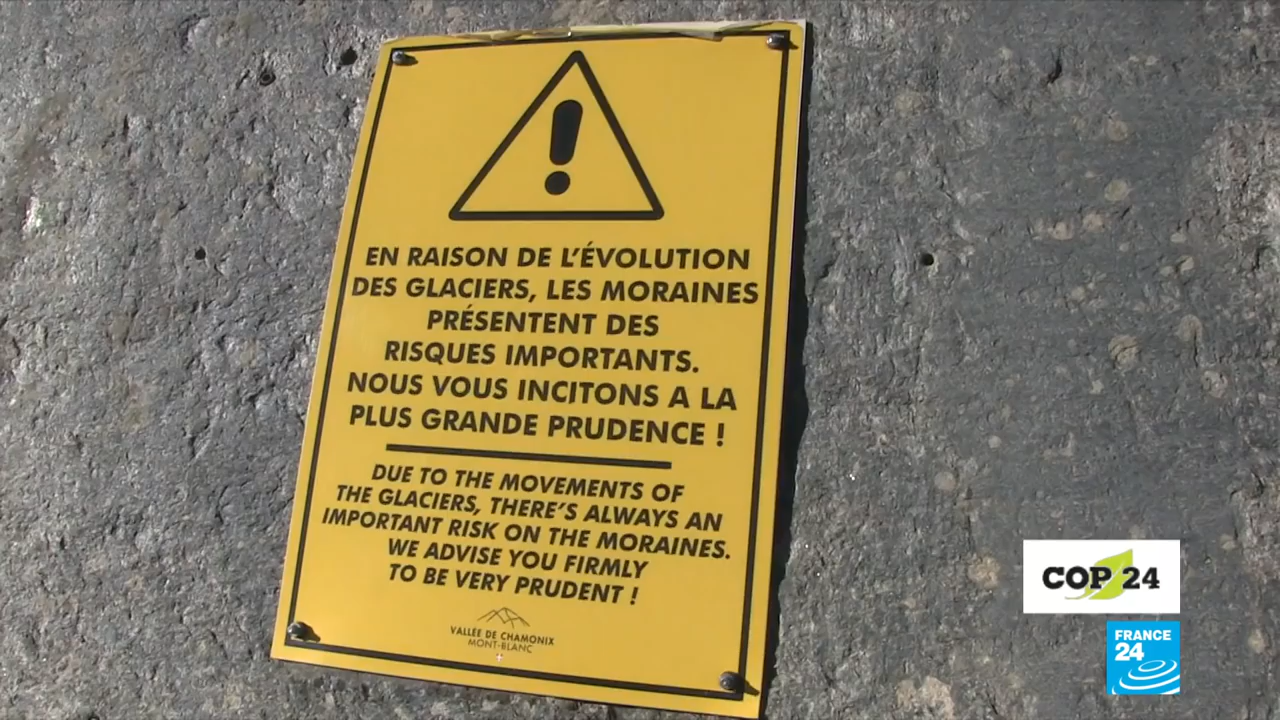 EN RAISON DE L'ÉVOLUTION
DES GLACIERS, LES MORAINES
PRÉSENTENT DES
RISQUES IMPORTANTS.
NOUS VOUS INCITONS A LA
PLUS GRANDE PRUDENCE !
DUE TO THE MOVEMENTS OF
THE GLACIERS, THERE'S ALWAYS AN
IMPORTANT RISK ON THE MORAINES.
WE ADVISE YOU FIRMLY
TO BE VERY PRUDENT !
VALLÉE DE CHAMONIX
MONT-BLANC
COP 24
FRANCE
24